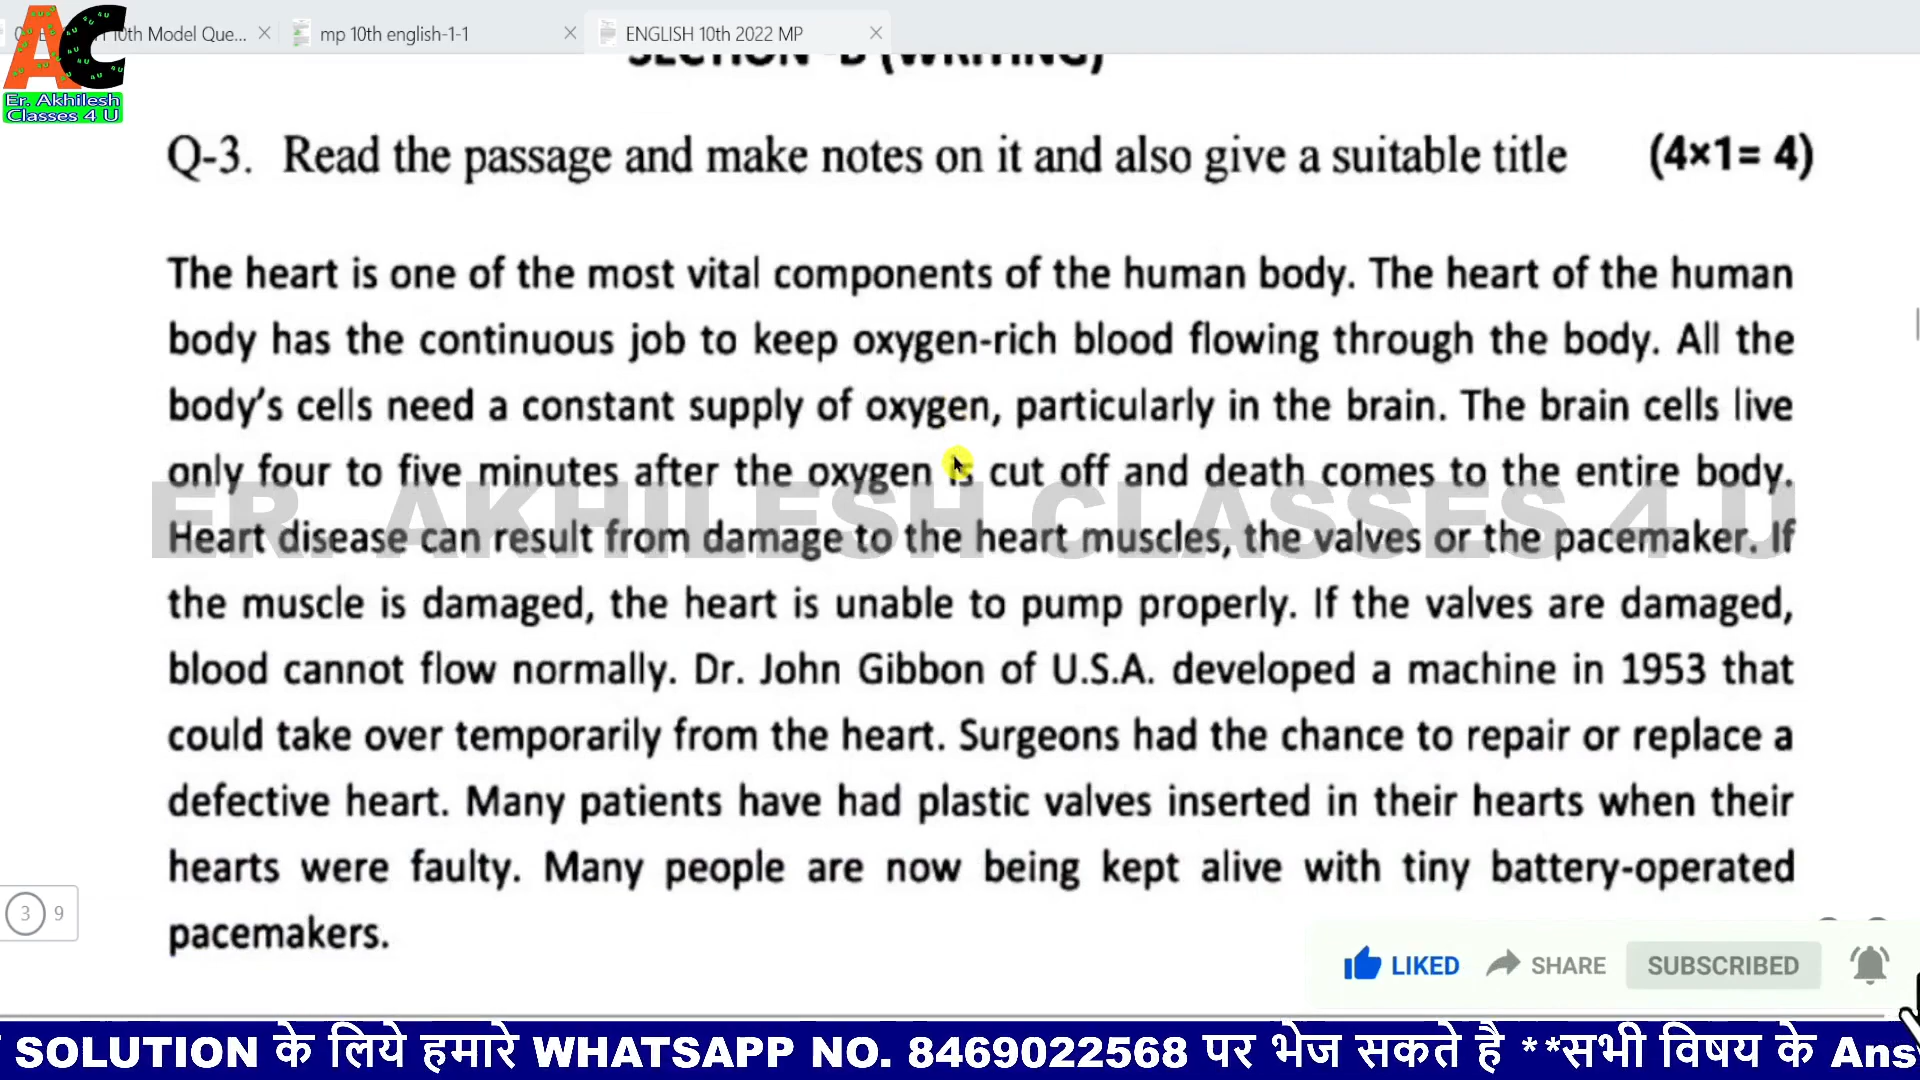 10th Model Que...
mp 10th english-1-1
ENGLISH 10th 2022 MP
Er. Akhilesh
Classes 4 U
SECTION -B (WRITING)
Q-3. Read the passage and make notes on it and also give a suitable title (4×1= 4)
The heart is one of the most vital components of the human body. The heart of the human
body has the continuous job to keep oxygen-rich blood flowing through the body. All the
body's cells need a constant supply of oxygen, particularly in the brain. The brain cells live
only four to five minutes after the oxygen is cut off and death comes to the entire body.
ER. AKHILESH CLASSES 4 U
Heart disease can result from damage to the heart muscles, the valves or the pacemaker. If
the muscle is damaged, the heart is unable to pump properly. If the valves are damaged,
blood cannot flow normally. Dr. John Gibbon of U.S.A. developed a machine in 1953 that
could take over temporarily from the heart. Surgeons had the chance to repair or replace a
defective heart. Many patients have had plastic valves inserted in their hearts when their
hearts were faulty. Many people are now being kept alive with tiny battery-operated
pacemakers.
3 9
LIKED SHARE SUBSCRIBED
SOLUTION के लिये हमारे WHATSAPP NO. 8469022568 पर भेज सकते है **सभी विषय के Ans